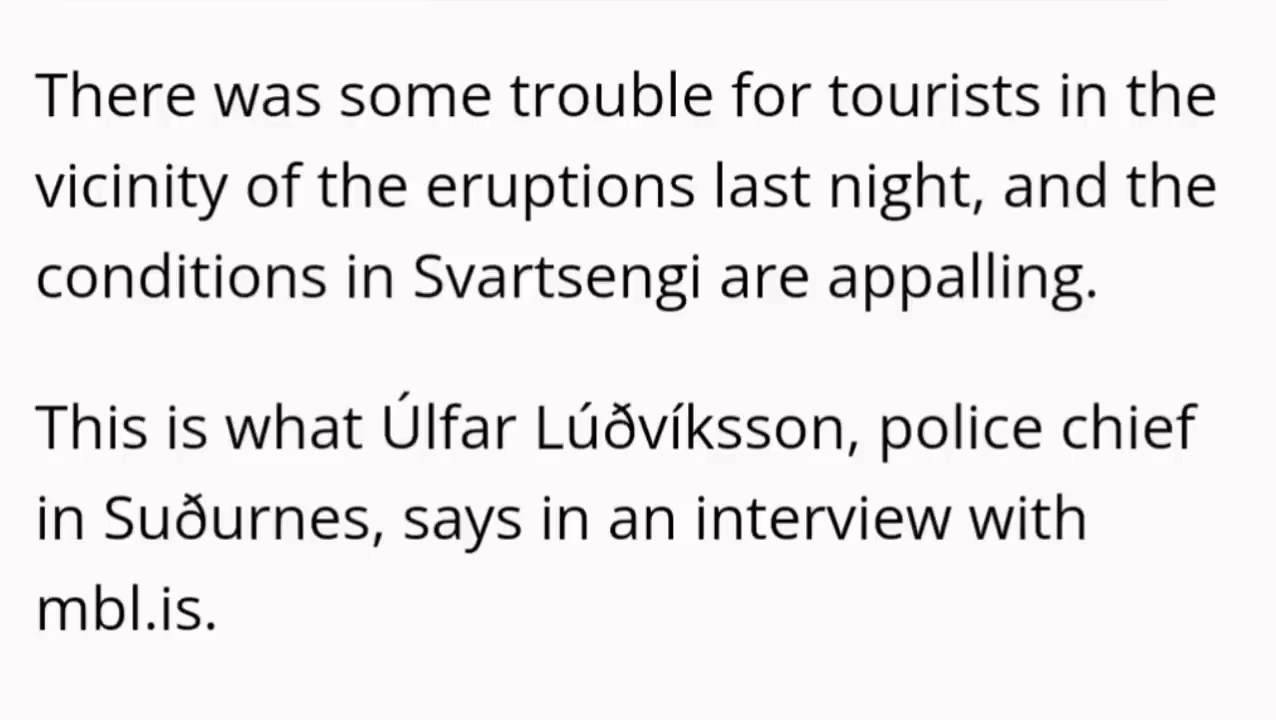 There was some trouble for tourists in the
vicinity of the eruptions last night, and the
conditions in Svartsengi are appalling.
This is what Úlfar Lúðvíksson, police chief
in Suðurnes, says in an interview with
mbl.is.